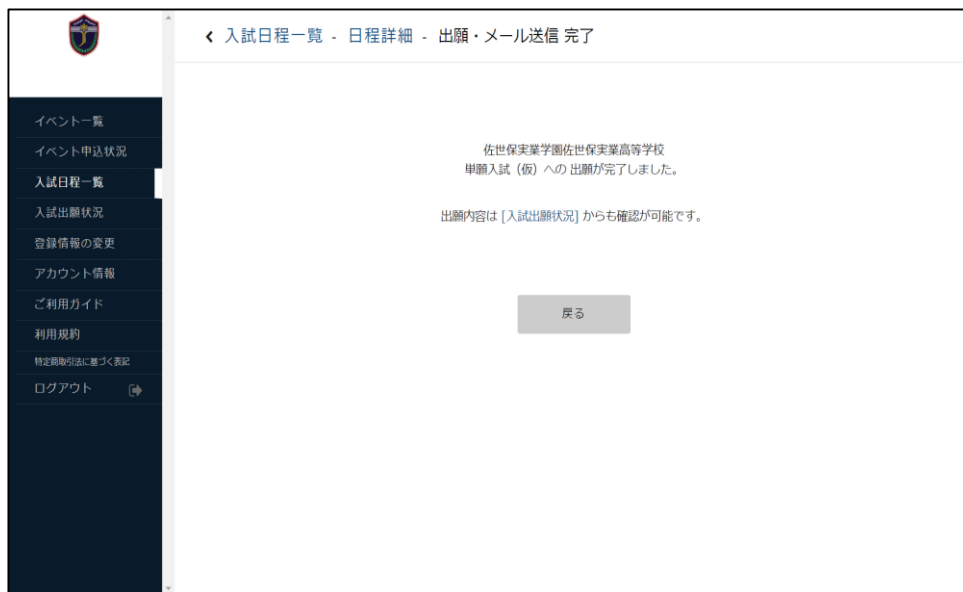 入試日程一覧 - 日程詳細 - 出願・メール送信 完了
イベント一覧
イベント申込状況
入試日程一覧
入試出願状況
登録情報の変更
アカウント情報
ご利用ガイド
利用規約
特定商取引法に基づく表記
ログアウト
佐世保実業学園佐世保実業高等学校
単願入試（仮）への 出願が完了しました。
出願内容は [入試出願状況] からも確認が可能です。
戻る